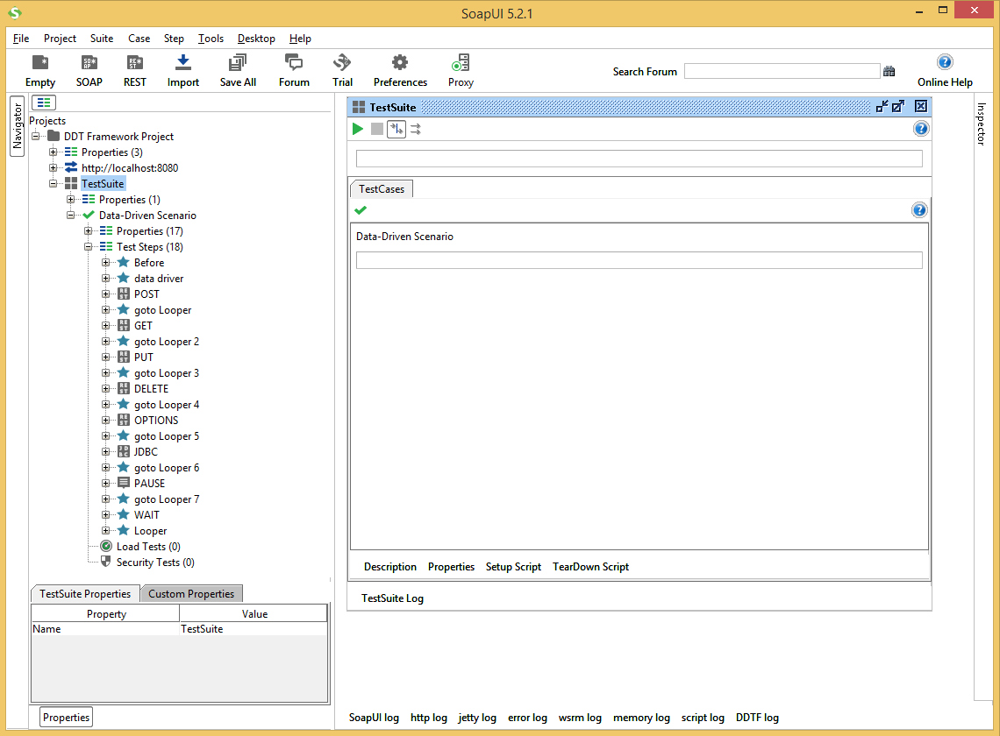 SoapUI 5.2.1
File Project Suite Case Step Tools Desktop Help
Empty SOAP REST Import Save All Forum Trial Preferences Proxy Search Forum Online Help
Navigator
Projects
DDT Framework Project
Properties (3)
http://localhost:8080
TestSuite
Properties (1)
Data-Driven Scenario
Properties (17)
Test Steps (18)
Before
data driver
POST
goto Looper
GET
goto Looper 2
PUT
goto Looper 3
DELETE
goto Looper 4
OPTIONS
goto Looper 5
JDBC
goto Looper 6
PAUSE
goto Looper 7
WAIT
Looper
Load Tests (0)
Security Tests (0)
TestSuite Properties Custom Properties
Property Value
Name TestSuite
Properties
TestSuite
TestCases
Data-Driven Scenario
Description Properties Setup Script TearDown Script
TestSuite Log
Inspector
SoapUI log http log jetty log error log wsrm log memory log script log DDTF log